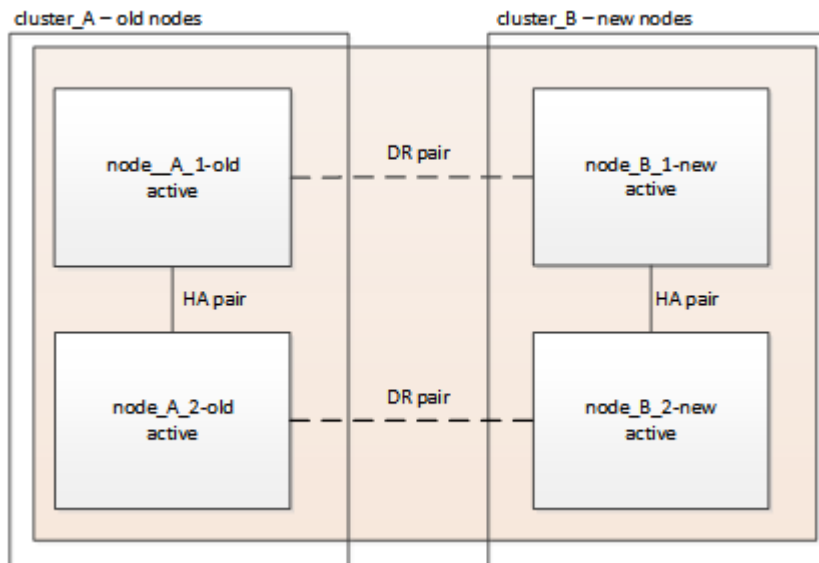 cluster_A – old nodes
cluster_B – new nodes
node__A_1-old
active
DR pair
node_B_1-new
active
HA pair
HA pair
node_A_2-old
active
DR pair
node_B_2-new
active